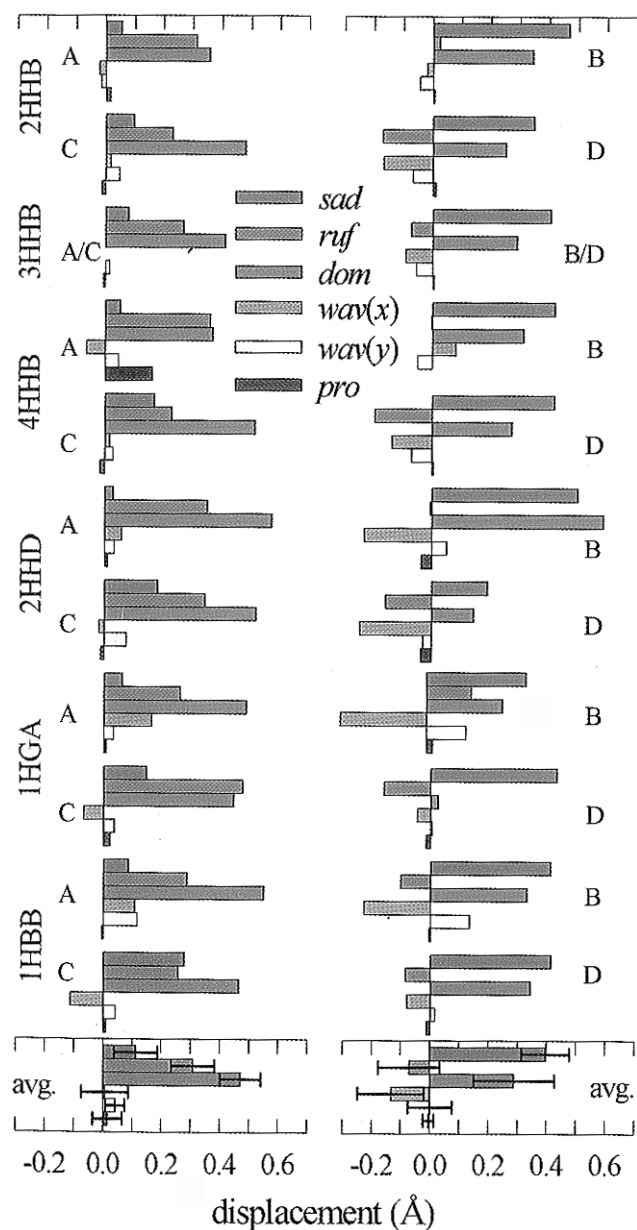 2HHB
A
B
C
D
3HHB
A/C
B/D
sad
ruf
dom
wav(x)
wav(y)
pro
4HHB
A
B
C
D
2HHD
A
B
C
D
1HGA
A
B
C
D
1HBB
A
B
C
D
avg.
avg.
-0.2 0.0 0.2 0.4 0.6
-0.2 0.0 0.2 0.4 0.6
displacement (Å)